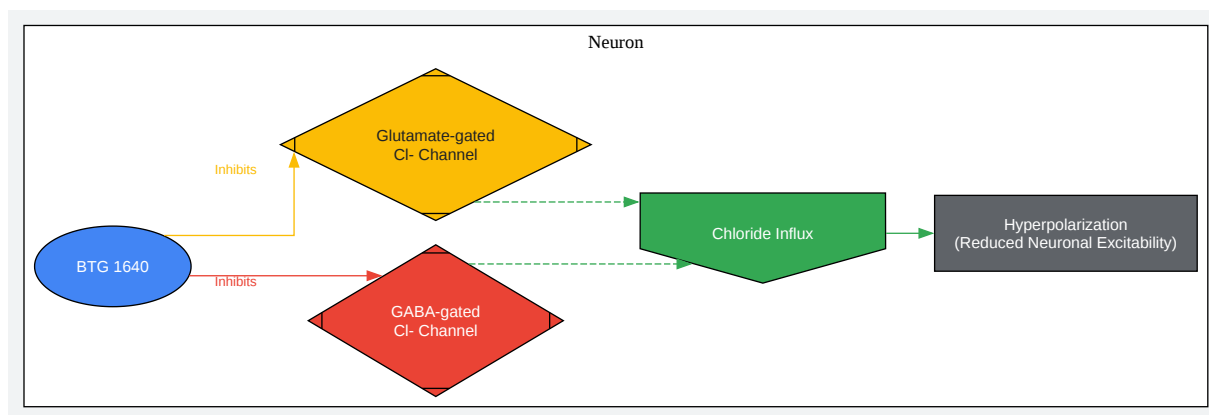 Neuron
Glutamate-gated
Cl- Channel
Inhibits
BTG 1640
Inhibits
GABA-gated
Cl- Channel
Chloride Influx
Hyperpolarization
(Reduced Neuronal Excitability)